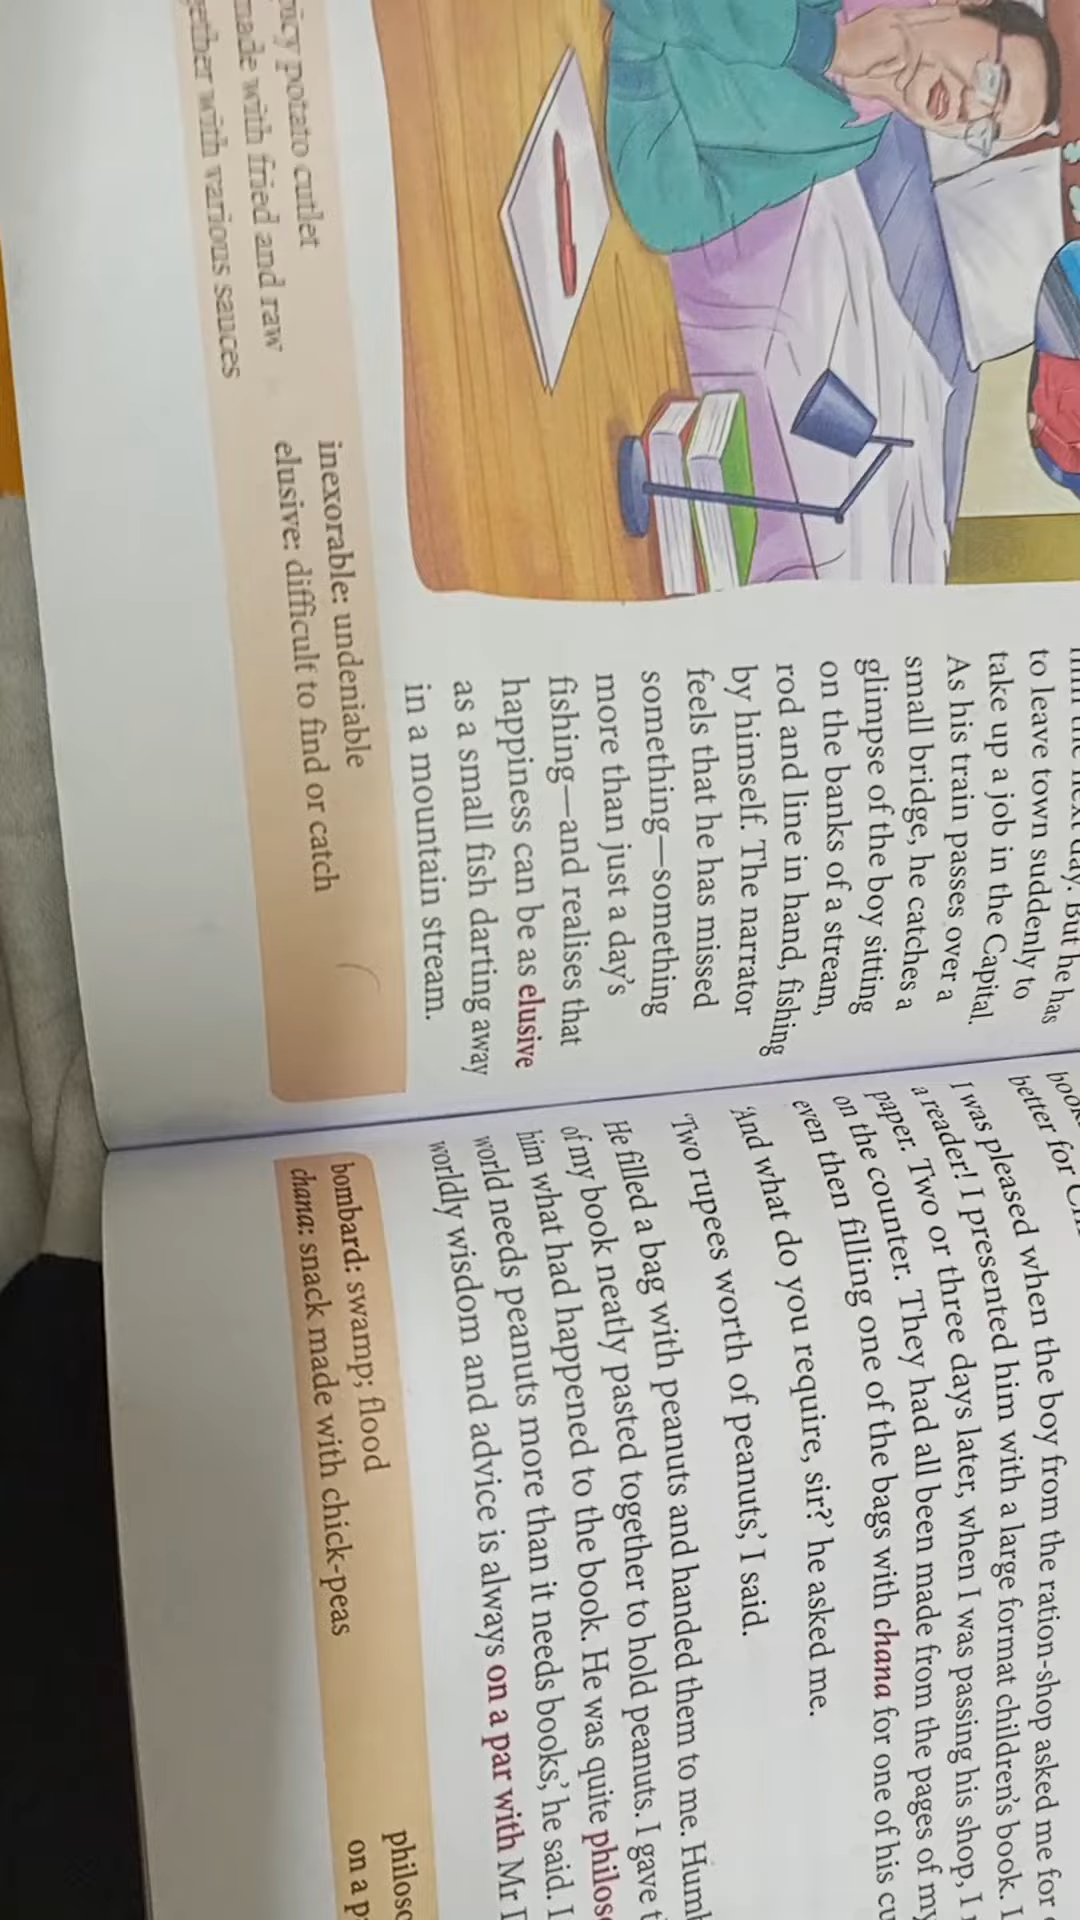 to leave town suddenly to
take up a job in the Capital.
As his train passes over a
small bridge, he catches a
glimpse of the boy sitting
on the banks of a stream,
rod and line in hand, fishing
by himself. The narrator
feels that he has missed
something—something
more than just a day's
fishing—and realises that
happiness can be as elusive
as a small fish darting away
in a mountain stream.
potato cutlet
made with fried and raw
with various sauces
inexorable: undeniable
elusive: difficult to find or catch
better for
I was pleased when the boy from the ration-shop asked me for
a reader! I presented him with a large format children's book. I
paper. Two or three days later, when I was passing his shop, I
on the counter. They had all been made from the pages of my
even then filling one of the bags with chana for one of his
'And what do you require, sir?' he asked me.
'Two rupees worth of peanuts,' I said.
He filled a bag with peanuts and handed them to me.
of my book neatly pasted together to hold peanuts. I gave
him what had happened to the book. He was quite
world needs peanuts more than it needs books,' he said. I
worldly wisdom and advice is always on a par with Mr
bombard: swamp; flood
chana: snack made with chick-peas
on a